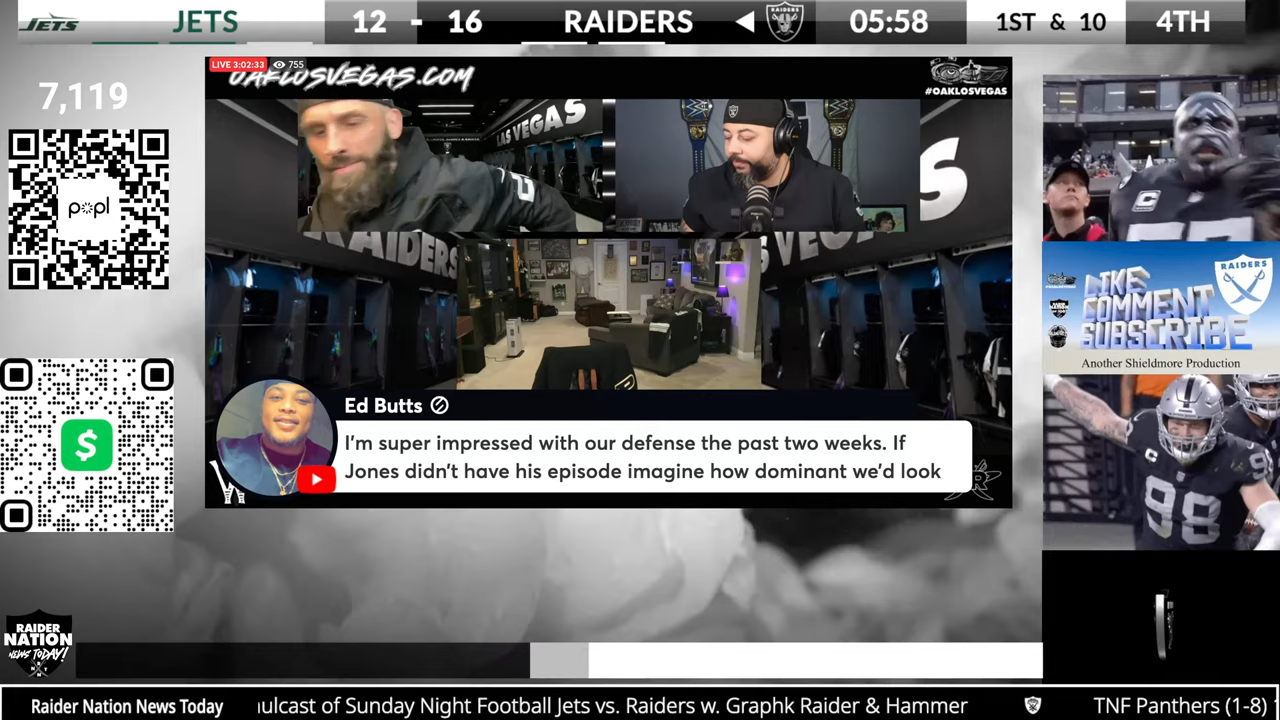 JETS
JETS
12 - 16
RAIDERS
RAIDERS
05:58
1ST & 10
4TH
LIVE 3:02:33
755
OAKLOSVEGAS.COM
#OAKLOSVEGAS
7,119
popl
LAS VEGAS
S
RAIDERS
S VEG
C
RAIDERS
LIKE
COMMENT
SUBSCRIBE
Another Shieldmore Production
$
Ed Butts
I'm super impressed with our defense the past two weeks. If
Jones didn't have his episode imagine how dominant we'd look
C
98
RAIDER
NATION
NEWS TODAY!
Raider Nation News Today
ulcast of Sunday Night Football Jets vs. Raiders w. Graphk Raider & Hammer
TNF Panthers (1-8)